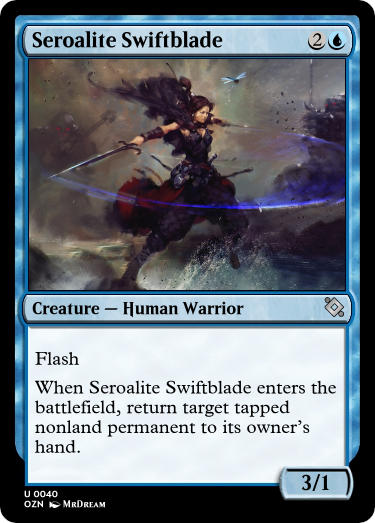 Seroalite Swiftblade 2
Creature — Human Warrior
Flash
When Seroalite Swiftblade enters the
battlefield, return target tapped
nonland permanent to its owner's
hand.
3/1
U 0040
OZN MrDream